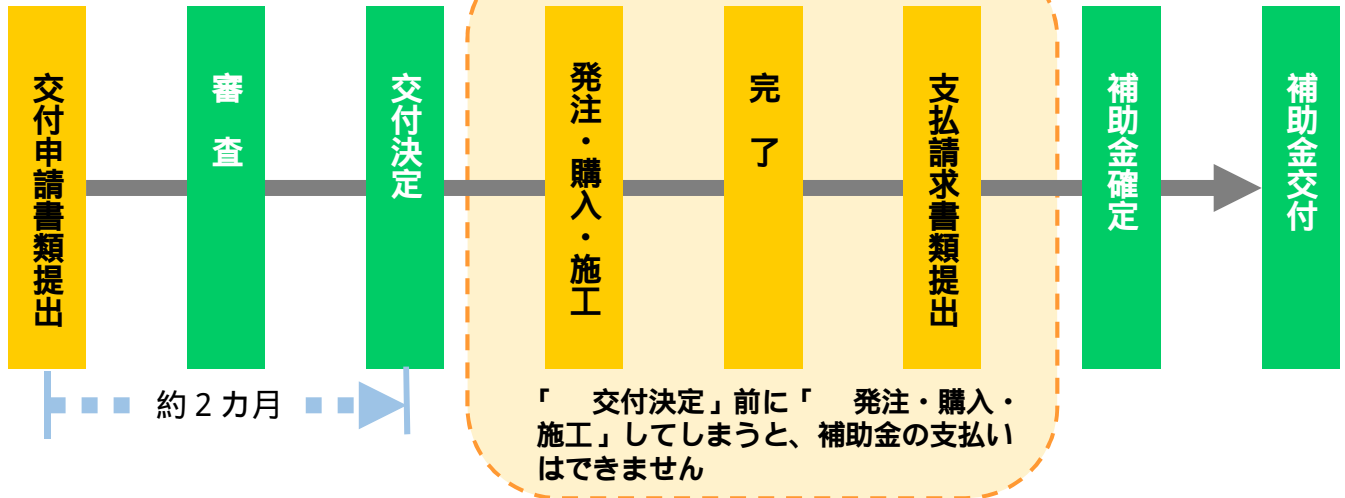 交付申請書類提出
審　査
交付決定
発注・購入・施工
完　了
支払請求書類提出
補助金確定
補助金交付
約２カ月
「　交付決定」前に「　発注・購入・
施工」してしまうと、補助金の支払い
はできません